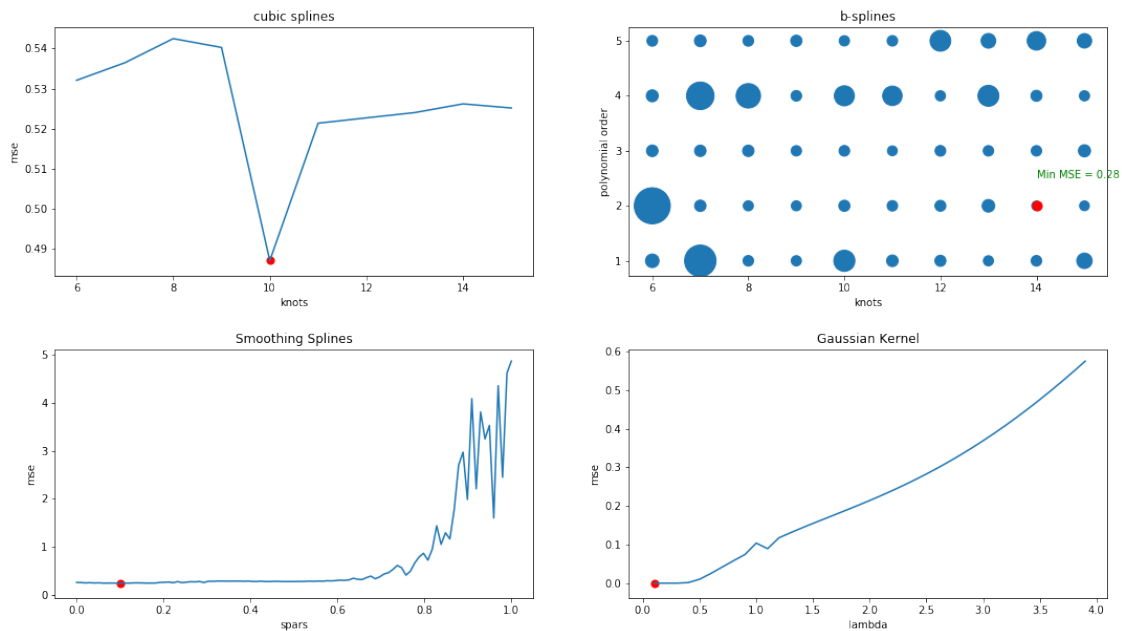 cubic splines
mse
0.54
0.53
0.52
0.51
0.50
0.49
6 8 10 12 14
knots
b-splines
polynomial order
5
4
3
2
1
Min MSE = 0.28
6 8 10 12 14
knots
Smoothing Splines
mse
5
4
3
2
1
0
0.0 0.2 0.4 0.6 0.8 1.0
spars
Gaussian Kernel
mse
0.6
0.5
0.4
0.3
0.2
0.1
0.0
0.0 0.5 1.0 1.5 2.0 2.5 3.0 3.5 4.0
lambda